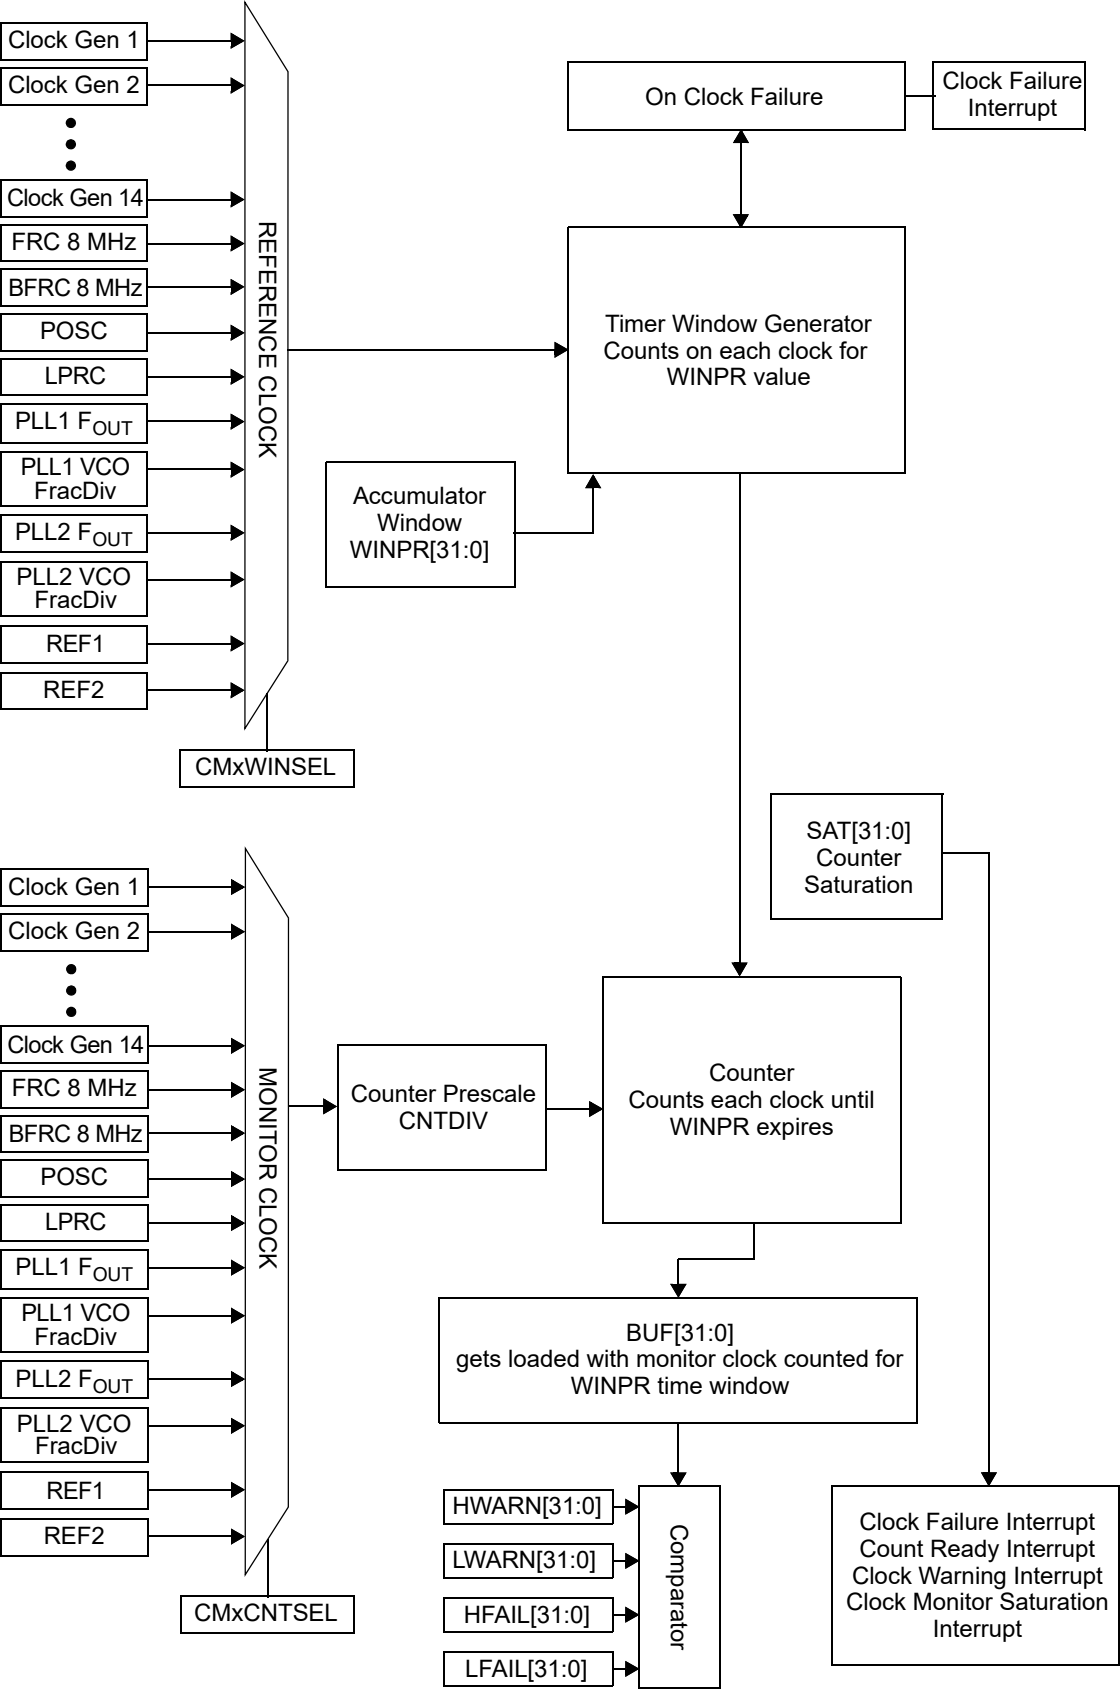 Clock Gen 1
Clock Gen 2
Clock Gen 14
FRC 8 MHz
BFRC 8 MHz
POSC
LPRC
PLL1 FOUT
PLL1 VCO
FracDiv
PLL2 FOUT
PLL2 VCO
FracDiv
REF1
REF2
REFERENCE CLOCK
CMxWINSEL
On Clock Failure
Clock Failure
Interrupt
Timer Window Generator
Counts on each clock for
WINPR value
Accumulator
Window
WINPR[31:0]
SAT[31:0]
Counter
Saturation
Clock Gen 1
Clock Gen 2
Clock Gen 14
FRC 8 MHz
BFRC 8 MHz
POSC
LPRC
PLL1 FOUT
PLL1 VCO
FracDiv
PLL2 FOUT
PLL2 VCO
FracDiv
REF1
REF2
MONITOR CLOCK
CMxCNTSEL
Counter Prescale
CNTDIV
Counter
Counts each clock until
WINPR expires
BUF[31:0]
gets loaded with monitor clock counted for
WINPR time window
HWARN[31:0]
LWARN[31:0]
HFAIL[31:0]
LFAIL[31:0]
Comparator
Clock Failure Interrupt
Count Ready Interrupt
Clock Warning Interrupt
Clock Monitor Saturation
Interrupt